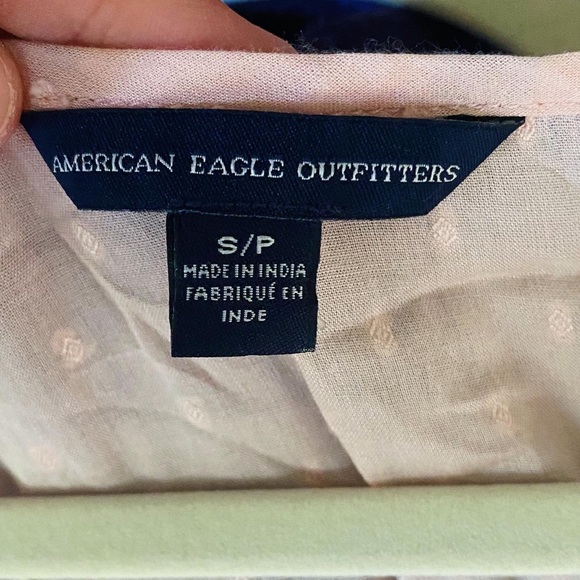 AMERICAN EAGLE OUTFITTERS
S/P
MADE IN INDIA
FABRIQUÉ EN
INDE